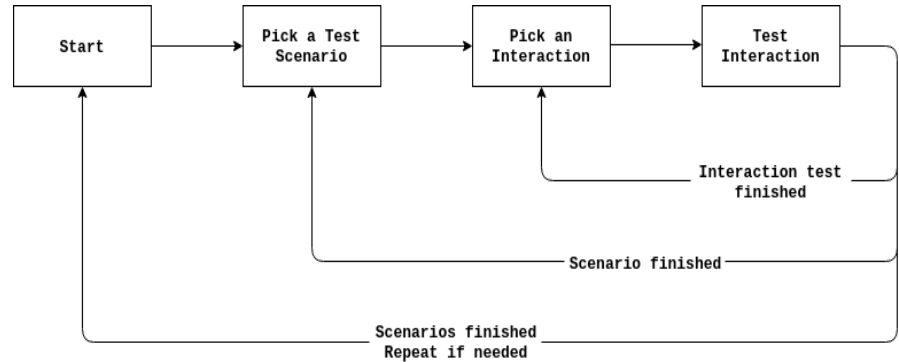 Start
Pick a Test
Scenario
Pick an
Interaction
Test
Interaction
Interaction test
finished
Scenario finished
Scenarios finished
Repeat if needed